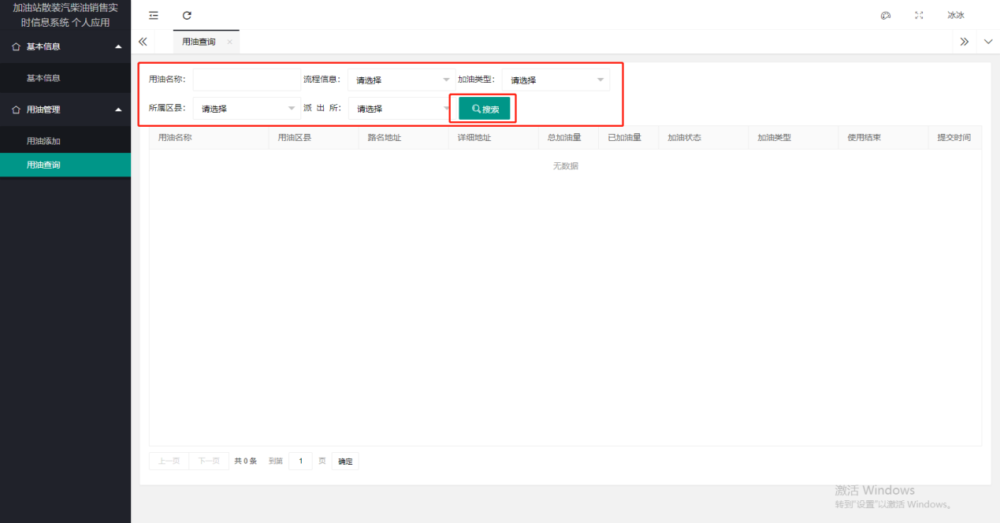 加油站散装汽柴油销售实
时信息系统 个人应用
冰冰
基本信息
用油查询
基本信息
用油名称: 流程信息: 请选择 加油类型: 请选择
用油管理
所属区县: 请选择 派 出 所: 请选择 搜索
用油添加
用油名称 用油区县 路名地址 详细地址 总加油量 已加油量 加油状态 加油类型 使用结束 提交时间
用油查询
无数据
上一页 下一页 共 0 条 到第 1 页 确定
激活 Windows
转到"设置"以激活 Windows。